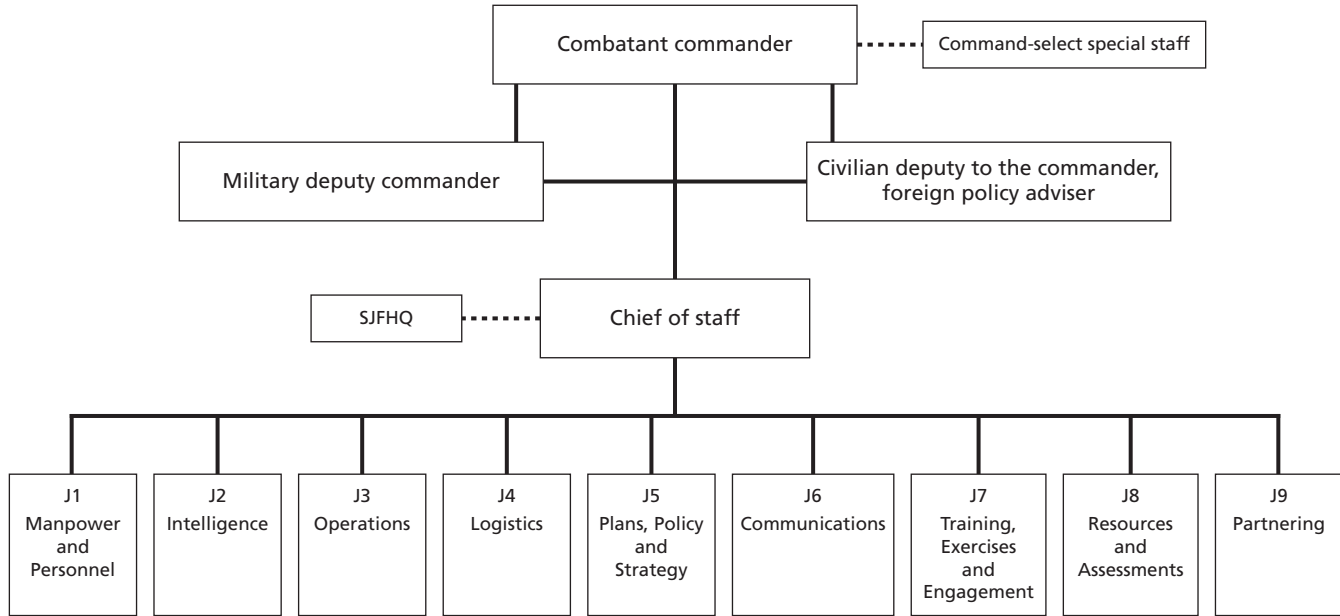 Combatant commander
Command-select special staff
Military deputy commander
Civilian deputy to the commander,
foreign policy adviser
SJFHQ
Chief of staff
J1
Manpower
and
Personnel
J2
Intelligence
J3
Operations
J4
Logistics
J5
Plans, Policy
and
Strategy
J6
Communications
J7
Training,
Exercises
and
Engagement
J8
Resources
and
Assessments
J9
Partnering